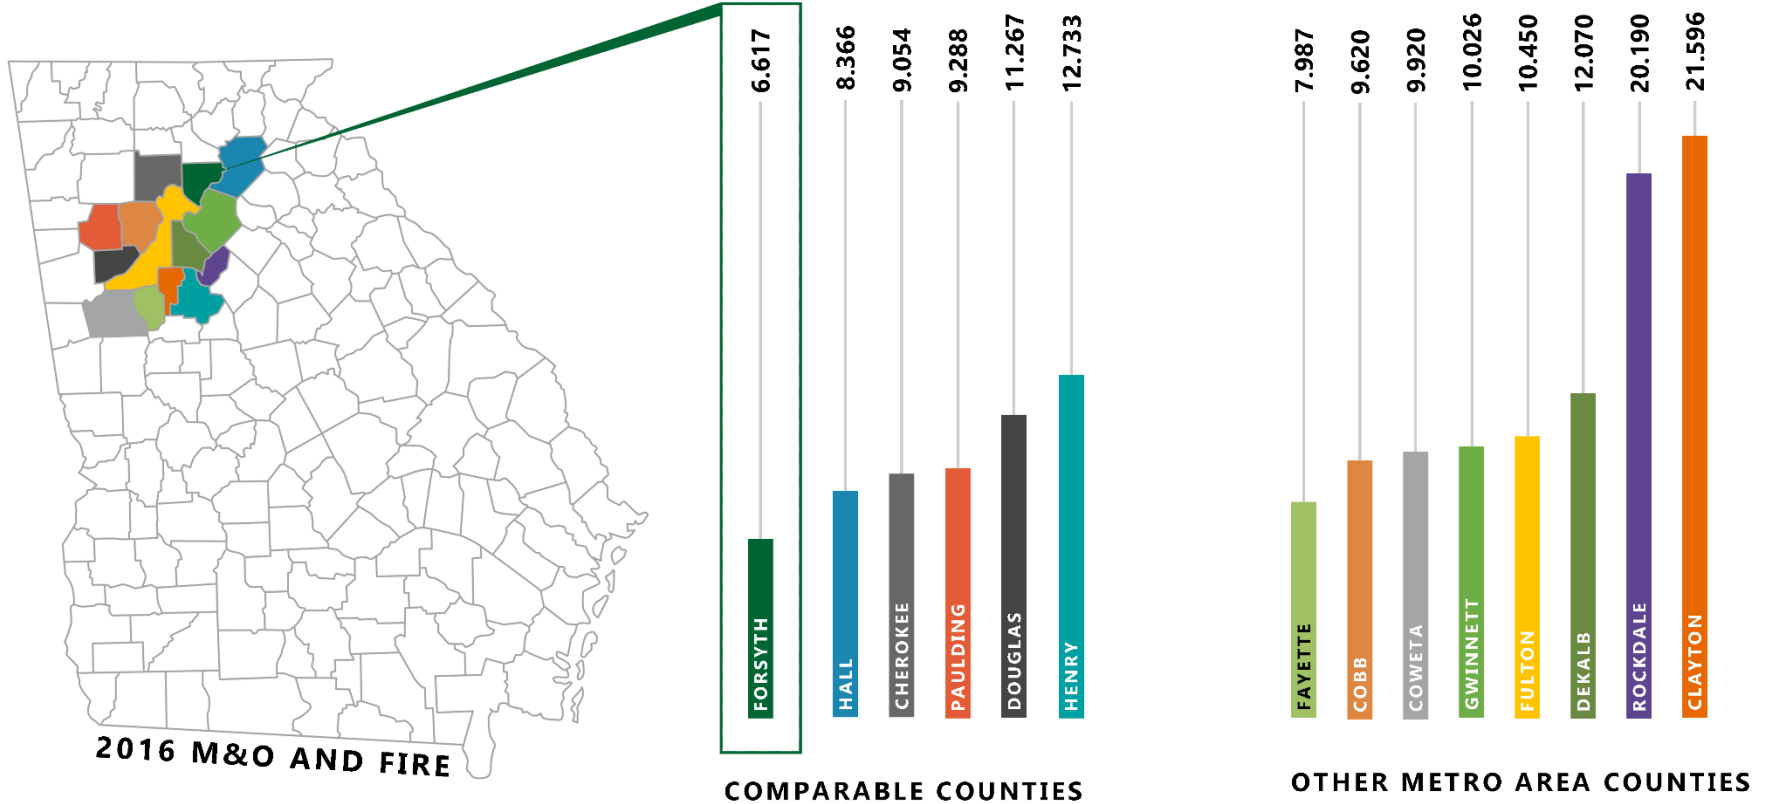 6.617
8.366
9.054
9.288
11.267
12.733
7.987
9.620
9.920
10.026
10.450
12.070
20.190
21.596
FORSYTH
HALL
CHEROKEE
PAULDING
DOUGLAS
HENRY
FAYETTE
COBB
COWETA
GWINNETT
FULTON
DEKALB
ROCKDALE
CLAYTON
2016 M&O AND FIRE
COMPARABLE COUNTIES
OTHER METRO AREA COUNTIES